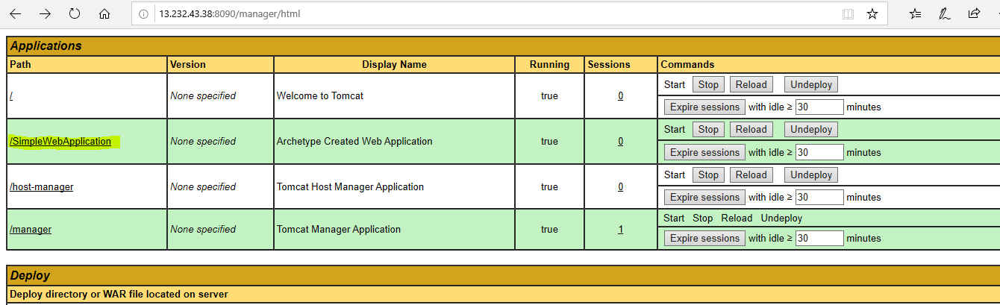 13.232.43.38:8090/manager/html
Applications
Path Version Display Name Running Sessions Commands
/ None specified Welcome to Tomcat true 0 Start Stop Reload Undeploy
Expire sessions with idle ≥ 30 minutes
/SimpleWebApplication None specified Archetype Created Web Application true 0 Start Stop Reload Undeploy
Expire sessions with idle ≥ 30 minutes
/host-manager None specified Tomcat Host Manager Application true 0 Start Stop Reload Undeploy
Expire sessions with idle ≥ 30 minutes
/manager None specified Tomcat Manager Application true 1 Start Stop Reload Undeploy
Expire sessions with idle ≥ 30 minutes
Deploy
Deploy directory or WAR file located on server